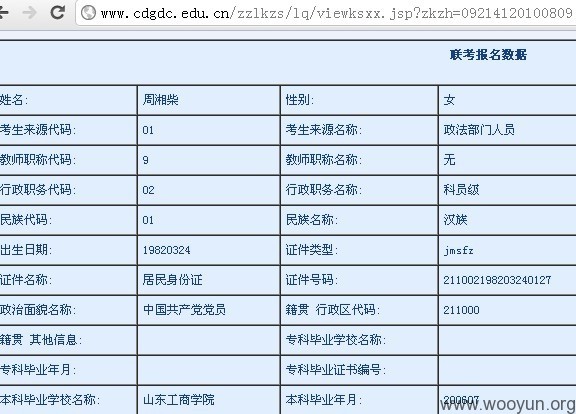 www.cdgdc.edu.cn/zzlkzs/lq/viewksxx.jsp?zkzh=09214120100809
联考报名数据
姓名: 周湘柴 性别: 女
考生来源代码: 01 考生来源名称: 政法部门人员
教师职称代码: 9 教师职称名称: 无
行政职务代码: 02 行政职务名称: 科员级
民族代码: 01 民族名称: 汉族
出生日期: 19820324 证件类型: jmsfz
证件名称: 居民身份证 证件号码: 211002198203240127
政治面貌名称: 中国共产党党员 籍贯 行政区代码: 211000
籍贯 其他信息: 专科毕业学校名称:
专科毕业年月: 专科毕业证书编号:
本科毕业学校名称: 山东工商学院 本科毕业年月: 200607
www.wooyun.org